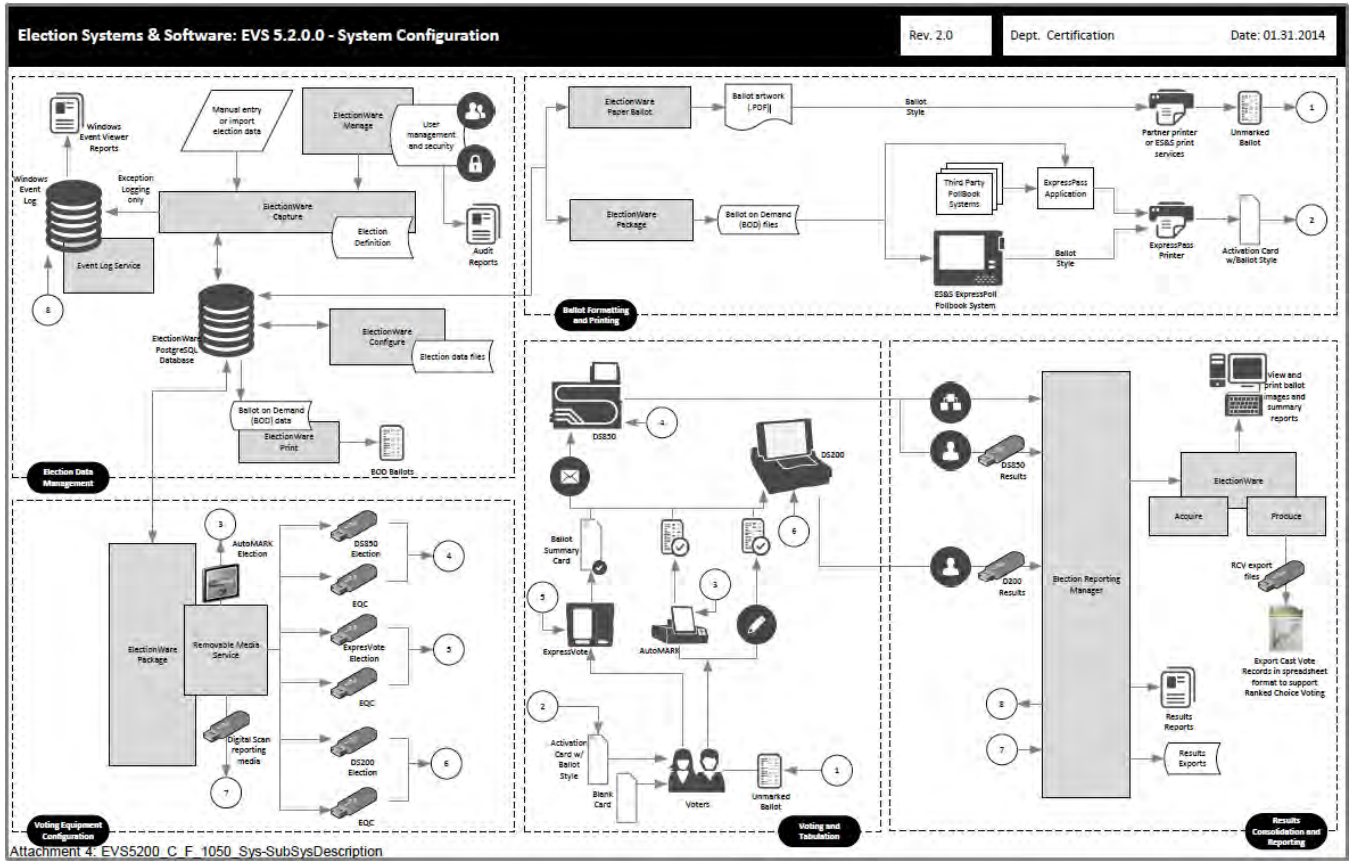 Election Systems & Software: EVS 5.2.0.0 - System Configuration
Rev. 2.0
Dept. Certification
Date: 01.31.2014
Windows
Event Viewer
Reports
Manual entry
or import
election data
ElectionWare
Manage
User
management
and security
Windows
Event
Log
Exception
Logging
only
ElectionWare
Capture
Election
Definition
Audit
Reports
Event Log Service
8
ElectionWare
PostgreSQL
Database
ElectionWare
Configure
Election data files
Ballot on Demand
(BOD) data
ElectionWare
Print
BOD Ballots
Election Data
Management
ElectionWare
Paper Ballot
Ballot artwork
(.PDF)
Ballot
Style
Partner printer
or ES&S print
services
Unmarked
Ballot
1
ElectionWare
Package
Ballot on Demand
(BOD) files
Third Party
PollBook
Systems
ExpressPass
Application
ES&S ExpressPoll
Pollbook System
Ballot
Style
ExpressPass
Printer
Activation Card
w/Ballot Style
2
Ballot Formatting
and Printing
3
AutoMARK
Election
ElectionWare
Package
Removable Media
Service
DS850
Election
EQC
4
ExpresVote
Election
EQC
5
DS200
Election
EQC
6
Digital Scan
reporting
media
7
Voting Equipment
Configuration
DS850
4
DS200
6
Ballot
Summary
Card
5
ExpressVote
AutoMARK
3
2
Activation
Card w/
Ballot
Style
Blank
Card
Voters
Unmarked
Ballot
1
Voting and
Tabulation
DS850
Results
D200
Results
Election Reporting
Manager
View and
print ballot
images and
summary
reports
ElectionWare
Acquire
Produce
RCV export
files
Export Cast Vote
Records in spreadsheet
format to support
Ranked Choice Voting
8
7
Results
Reports
Results
Exports
Results
Consolidation and
Reporting
Attachment 4: EVS5200_C_F_1050_Sys-SubSysDescription